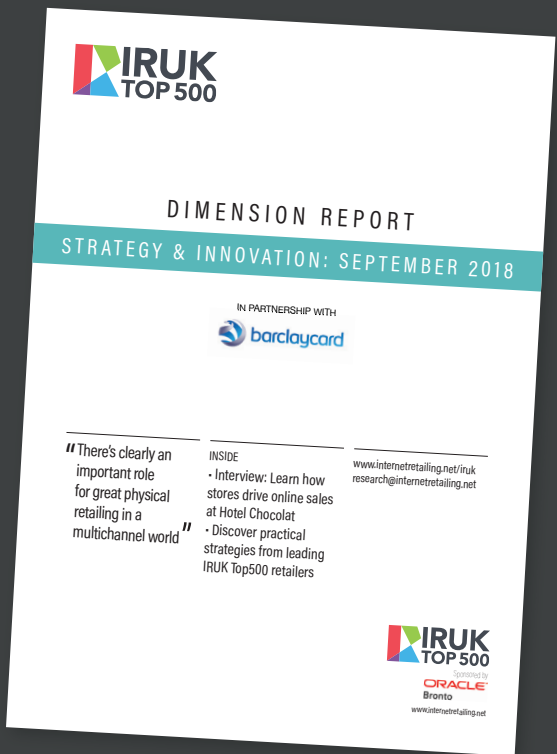 IRUK
TOP 500
DIMENSION REPORT
STRATEGY & INNOVATION: SEPTEMBER 2018
IN PARTNERSHIP WITH
barclaycard
"There's clearly an
important role
for great physical
retailing in a
multichannel world"
INSIDE
• Interview: Learn how
stores drive online sales
at Hotel Chocolat
• Discover practical
strategies from leading
IRUK Top500 retailers
www.internetretailing.net/iruk
research@internetretailing.net
IRUK
TOP 500
Sponsored by
ORACLE
Bronto
www.internetretailing.net